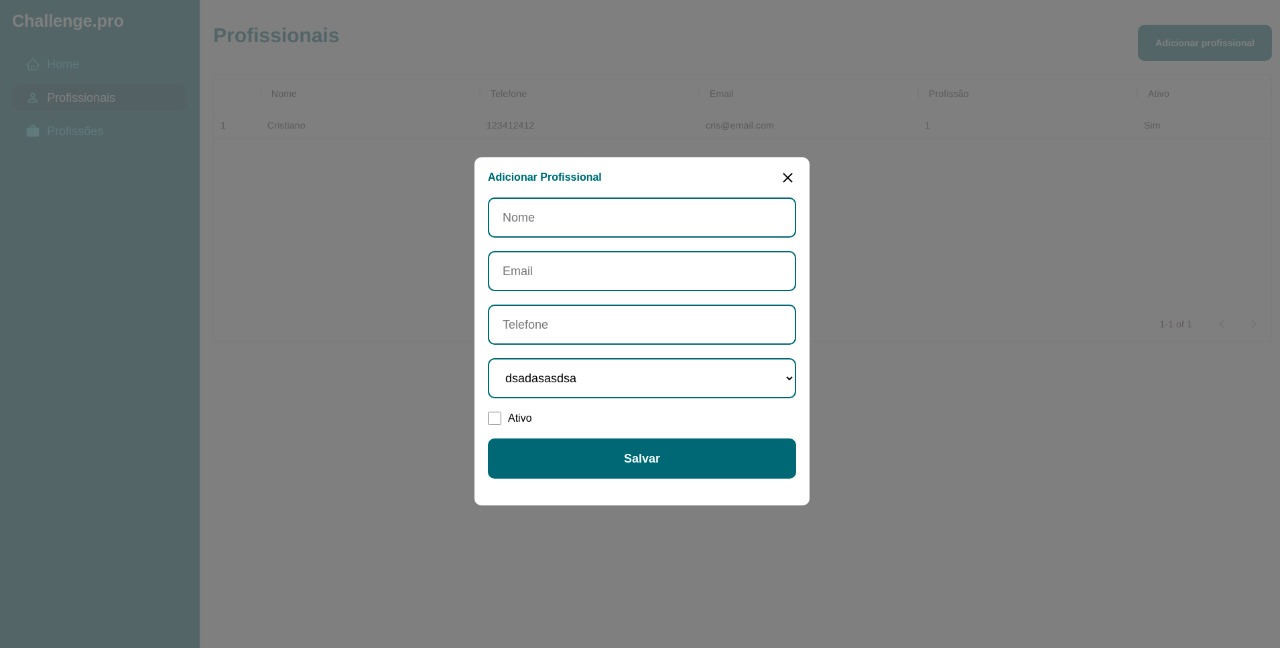 Challenge.pro
Home
Profissionais
Profissões
Profissionais
Adicionar profissional
Nome Telefone Email Profissão Ativo
1 Cristiano 123412412 cris@email.com 1 Sim
1-1 of 1
Adicionar Profissional
Nome
Email
Telefone
dsadasasdsa
Ativo
Salvar